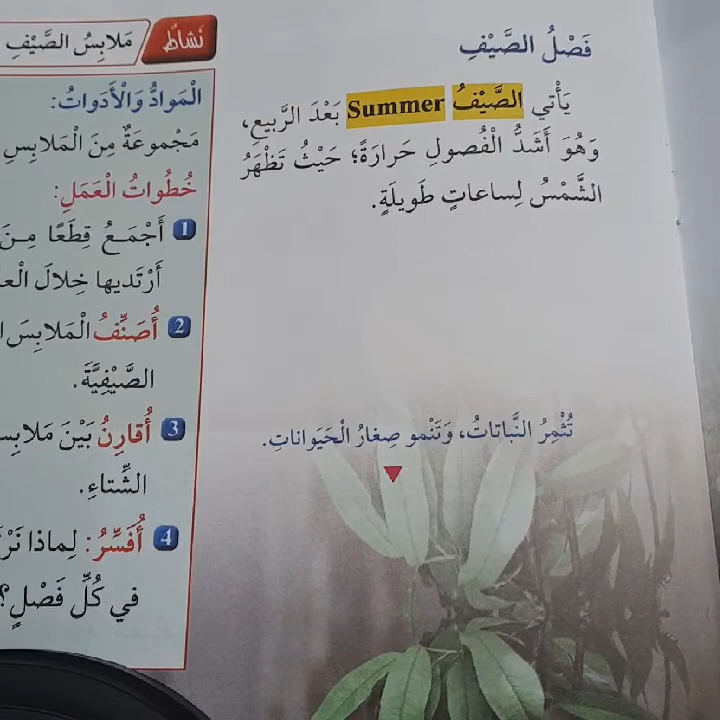 فَصْلُ الصَّيْفِ
يَأْتي الصَّيْفُ Summer بَعْدَ الرَّبيعِ،
وَهُوَ أَشَدُّ الْفُصولِ حَرارَةً؛ حَيْثُ تَظْهَرُ
الشَّمْسُ لِساعاتٍ طَويلَةٍ.
تُثْمِرُ النَّباتاتُ، وَتَنْمو صِغارُ الْحَيَواناتِ.
نَشاطٌ مَلابِسُ الصَّيْفِ
الْمَوادُّ وَالْأَدَواتُ:
مَجْموعَةٌ مِنَ الْمَلابِسِ
خُطُواتُ الْعَمَلِ:
1 أَجْمَعُ قِطَعًا مِنَ
أَرْتَديها خِلالَ
2 أُصَنِّفُ الْمَلابِسَ
الصَّيْفِيَّةَ.
3 أُقارِنُ بَيْنَ
الشِّتاءِ.
4 أُفَسِّرُ: لِماذا
في كُلِّ فَصْلٍ؟